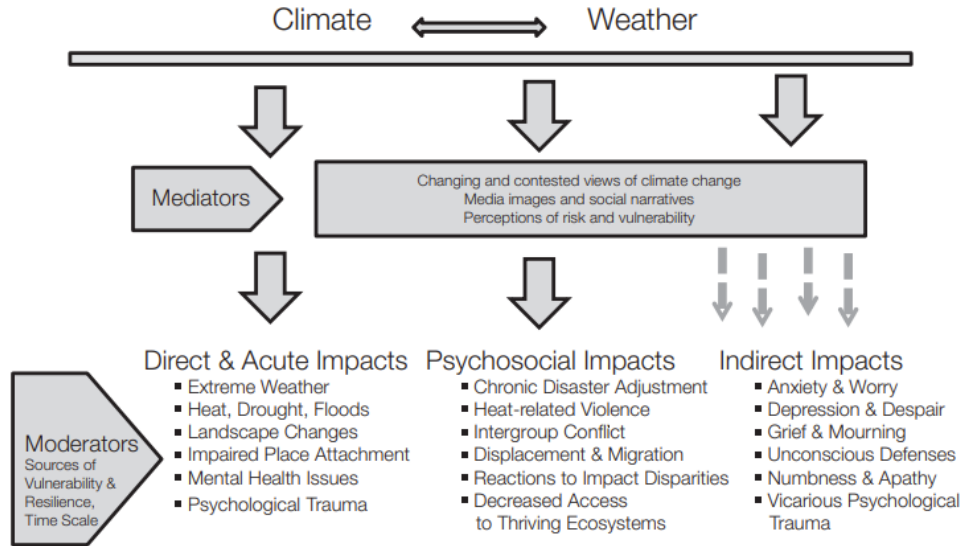 Climate
Weather
Mediators
Changing and contested views of climate change
Media images and social narratives
Perceptions of risk and vulnerability
Moderators
Sources of
Vulnerability &
Resilience,
Time Scale
Direct & Acute Impacts
▪ Extreme Weather
▪ Heat, Drought, Floods
▪ Landscape Changes
▪ Impaired Place Attachment
▪ Mental Health Issues
▪ Psychological Trauma
Psychosocial Impacts
▪ Chronic Disaster Adjustment
▪ Heat-related Violence
▪ Intergroup Conflict
▪ Displacement & Migration
▪ Reactions to Impact Disparities
▪ Decreased Access
to Thriving Ecosystems
Indirect Impacts
▪ Anxiety & Worry
▪ Depression & Despair
▪ Grief & Mourning
▪ Unconscious Defenses
▪ Numbness & Apathy
▪ Vicarious Psychological
Trauma